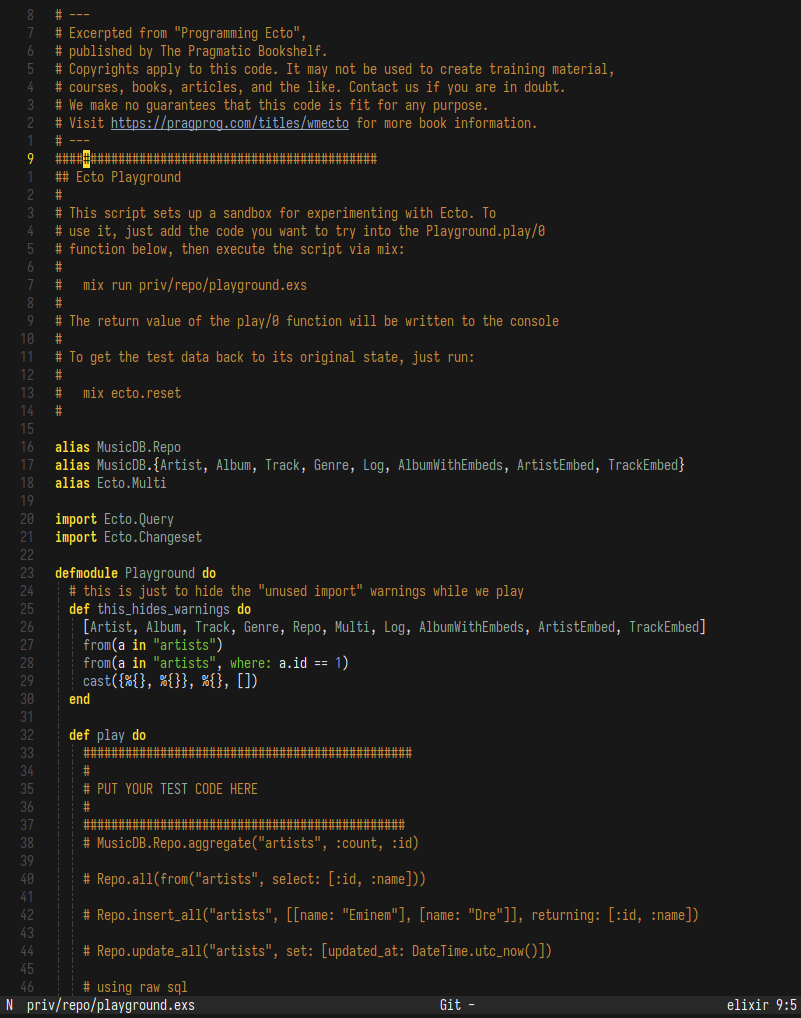 8 # ---
7 # Excerpted from "Programming Ecto",
6 # published by The Pragmatic Bookshelf.
5 # Copyrights apply to this code. It may not be used to create training material,
4 # courses, books, articles, and the like. Contact us if you are in doubt.
3 # We make no guarantees that this code is fit for any purpose.
2 # Visit https://pragprog.com/titles/wmecto for more book information.
1 # ---
9 ##############################################
1 ## Ecto Playground
2 #
3 # This script sets up a sandbox for experimenting with Ecto. To
4 # use it, just add the code you want to try into the Playground.play/0
5 # function below, then execute the script via mix:
6 #
7 #   mix run priv/repo/playground.exs
8 #
9 # The return value of the play/0 function will be written to the console
10 #
11 # To get the test data back to its original state, just run:
12 #
13 #   mix ecto.reset
14 #
15
16 alias MusicDB.Repo
17 alias MusicDB.{Artist, Album, Track, Genre, Log, AlbumWithEmbeds, ArtistEmbed, TrackEmbed}
18 alias Ecto.Multi
19
20 import Ecto.Query
21 import Ecto.Changeset
22
23 defmodule Playground do
24   # this is just to hide the "unused import" warnings while we play
25   def this_hides_warnings do
26     [Artist, Album, Track, Genre, Repo, Multi, Log, AlbumWithEmbeds, ArtistEmbed, TrackEmbed]
27     from(a in "artists")
28     from(a in "artists", where: a.id == 1)
29     cast({%{}, %{}}, %{}, [])
30   end
31
32   def play do
33     ###############################################
34     #
35     # PUT YOUR TEST CODE HERE
36     #
37     ##############################################
38     # MusicDB.Repo.aggregate("artists", :count, :id)
39
40     # Repo.all(from("artists", select: [:id, :name]))
41
42     # Repo.insert_all("artists", [[name: "Eminem"], [name: "Dre"]], returning: [:id, :name])
43
44     # Repo.update_all("artists", set: [updated_at: DateTime.utc_now()])
45
46     # using raw sql
N priv/repo/playground.exs Git - elixir 9:5